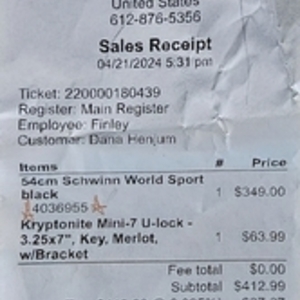 United States
612-876-5356
Sales Receipt
04/21/2024 5:31 pm
Ticket: 220000180439
Register: Main Register
Employee: Finley
Customer: Dana Henjum
Items # Price
54cm Schwinn World Sport
black 1 $349.00
4036955
Kryptonite Mini-7 U-lock -
3.25x7", Key, Merlot, 1 $63.99
w/Bracket
Fee total $0.00
Subtotal $412.99